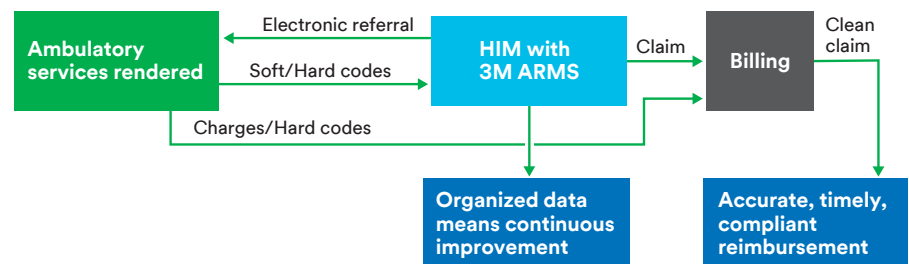 Electronic referral
Ambulatory
services rendered
Soft/Hard codes
Charges/Hard codes
HIM with
3M ARMS
Claim
Billing
Clean
claim
Organized data
means continuous
improvement
Accurate, timely,
compliant
reimbursement